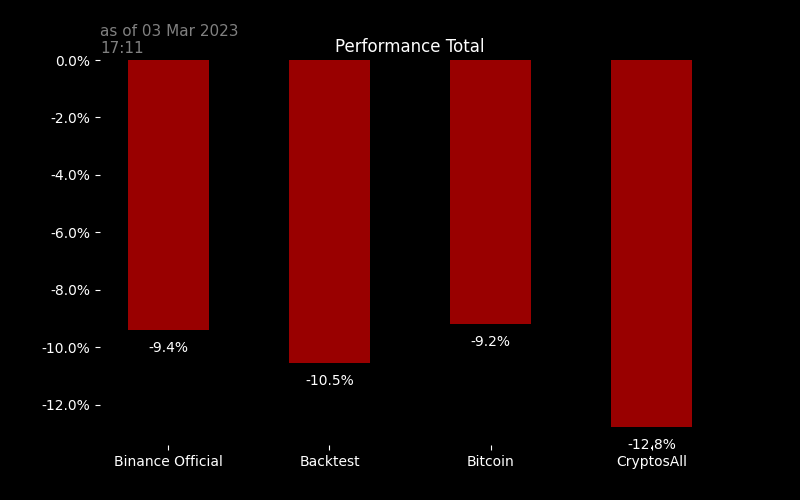 as of 03 Mar 2023
17:11
Performance Total
0.0%
-2.0%
-4.0%
-6.0%
-8.0%
-10.0%
-12.0%
-9.4%
-10.5%
-9.2%
-12.8%
Binance Official
Backtest
Bitcoin
CryptosAll